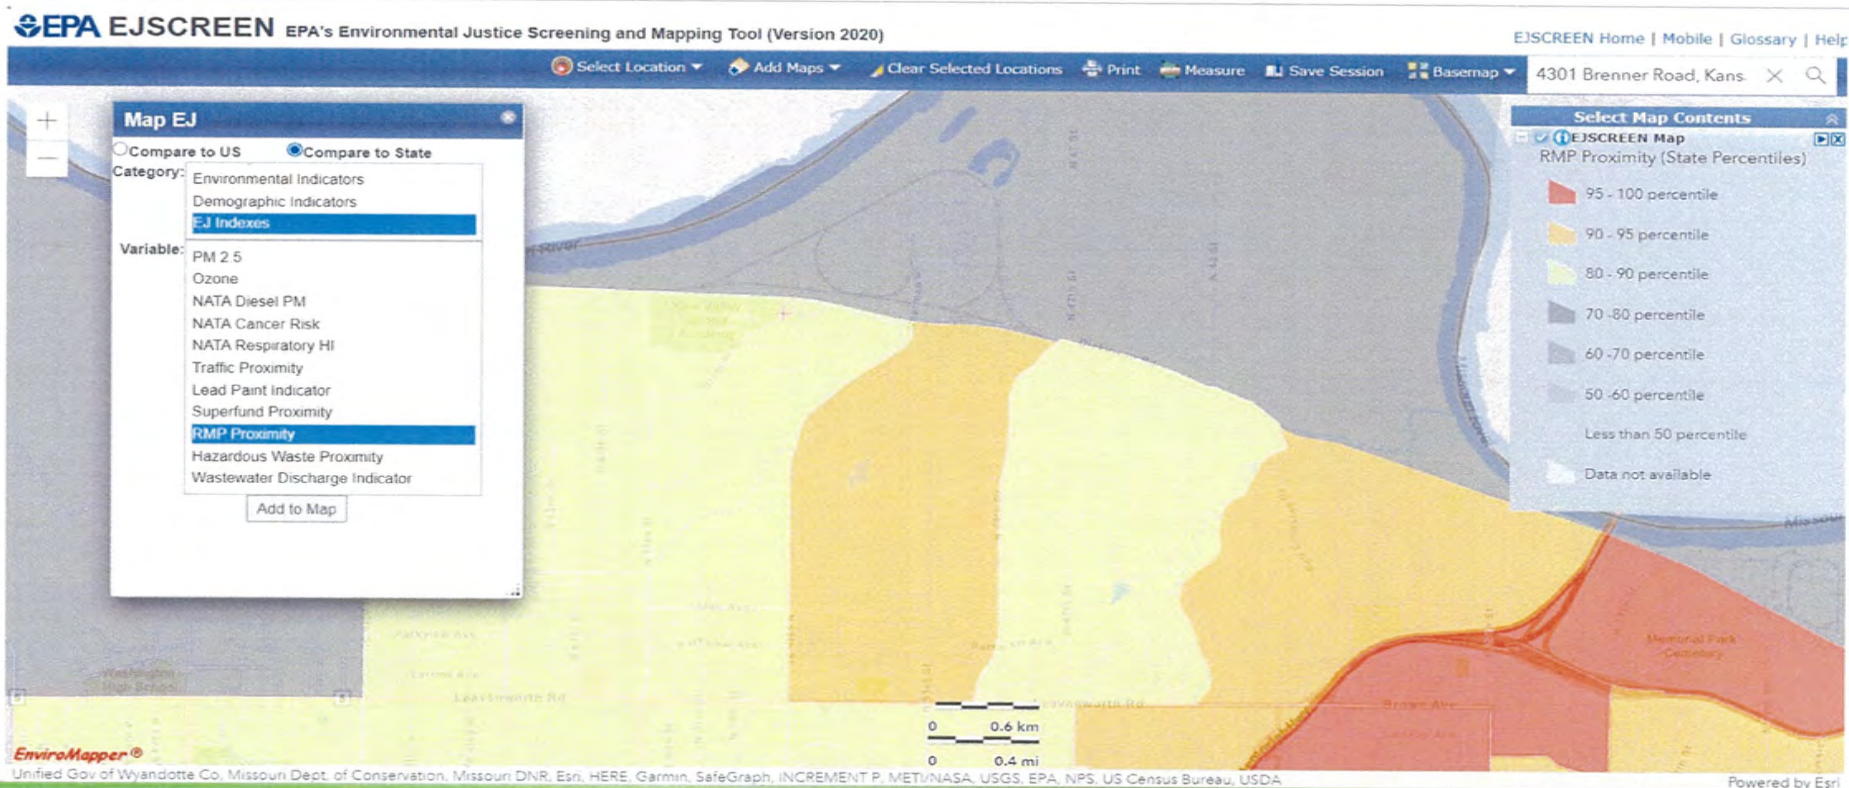 EPA EJSCREEN EPA's Environmental Justice Screening and Mapping Tool (Version 2020)
EJSCREEN Home | Mobile | Glossary | Help
Select Location Add Maps Clear Selected Locations Print Measure Save Session Basemap 4301 Brenner Road, Kans
Map EJ
Compare to US Compare to State
Category:
Environmental Indicators
Demographic Indicators
EJ Indexes
Variable:
PM 2.5
Ozone
NATA Diesel PM
NATA Cancer Risk
NATA Respiratory HI
Traffic Proximity
Lead Paint Indicator
Superfund Proximity
RMP Proximity
Hazardous Waste Proximity
Wastewater Discharge Indicator
Add to Map
Select Map Contents
EJSCREEN Map
RMP Proximity (State Percentiles)
95 - 100 percentile
90 - 95 percentile
80 - 90 percentile
70 -80 percentile
60 -70 percentile
50 -60 percentile
Less than 50 percentile
Data not available
River
Missour
Washington
High School
Parkview Ave
Leavenworth Rd
Brown Ave
Memorial Park
Cemetery
0 0.6 km
0 0.4 mi
EnviroMapper®
Unified Gov of Wyandotte Co, Missouri Dept. of Conservation, Missouri DNR, Esri, HERE, Garmin, SafeGraph, INCREMENT P, METI/NASA, USGS, EPA, NPS, US Census Bureau, USDA
Powered by Esri